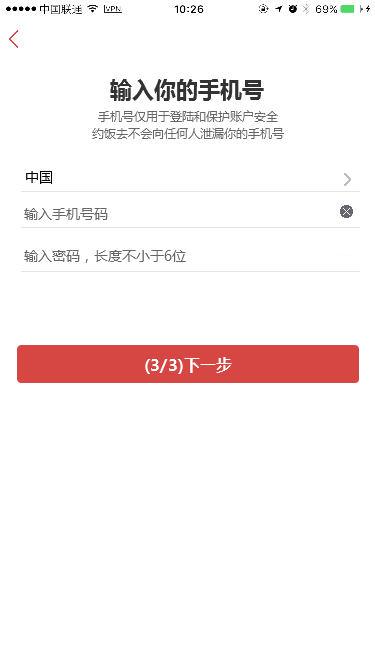 中国联通 VPN 10:26 69%
输入你的手机号
手机号仅用于登陆和保护账户安全
约饭去不会向任何人泄漏你的手机号
中国
输入手机号码
输入密码，长度不小于6位
(3/3)下一步